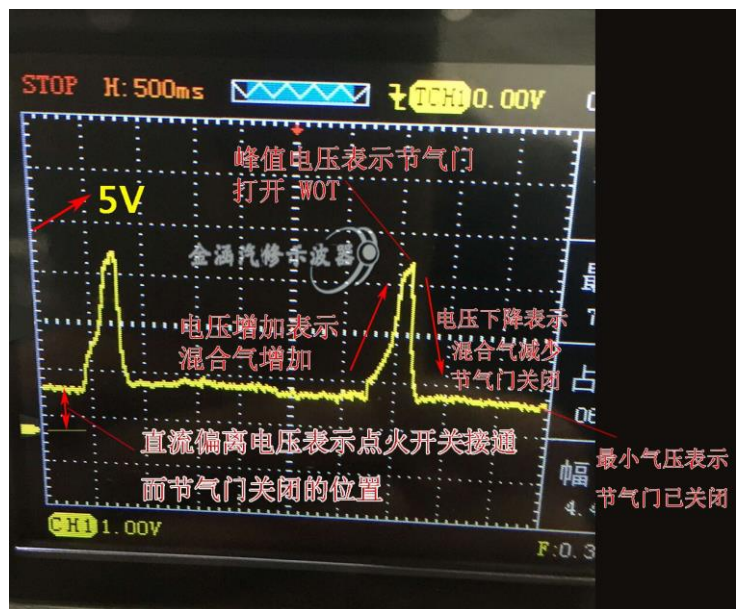 STOP H:500ms TCH1 0.00V
峰值电压表示节气门
打开 WOT
5V
金涵汽修示波器
电压增加表示
混合气增加
电压下降表示
混合气减少
节气门关闭
占
直流偏离电压表示点火开关接通
而节气门关闭的位置
最小气压表示
节气门已关闭
幅
CH1 1.00V
F:0.3